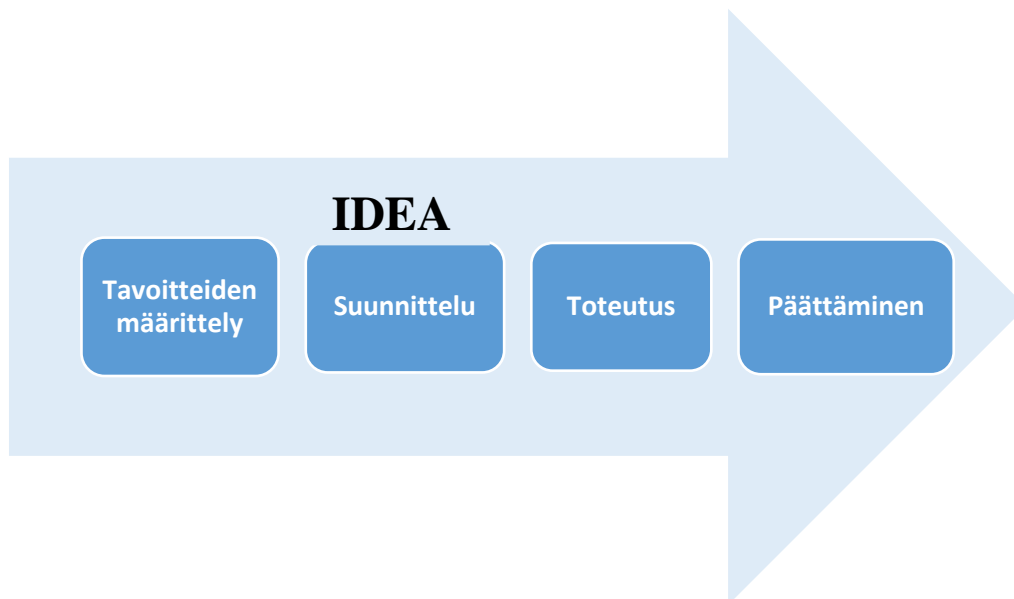 IDEA
Tavoitteiden
määrittely
Suunnittelu
Toteutus
Päättäminen